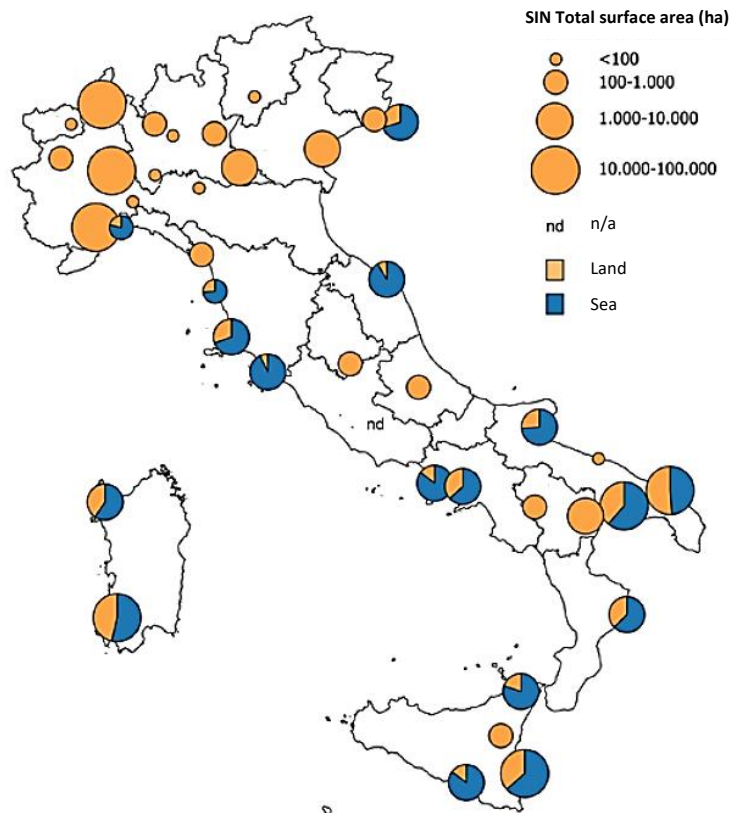 SIN Total surface area (ha)
<100
100-1.000
1.000-10.000
10.000-100.000
nd n/a
Land
Sea
nd